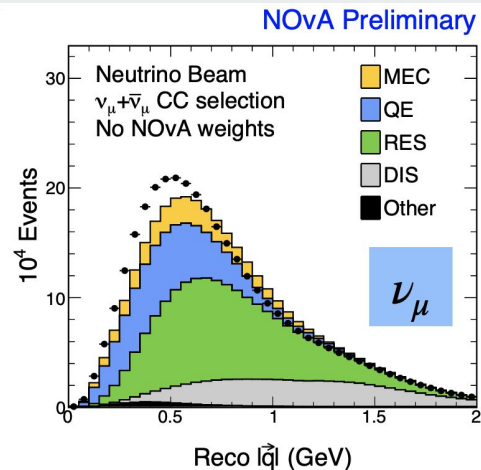 NOvA Preliminary
Neutrino Beam
νμ+ν̄μ CC selection
No NOvA weights
MEC
QE
RES
DIS
Other
νμ
10⁴ Events
30
20
10
0
0 0.5 1 1.5 2
Reco |q⃗| (GeV)